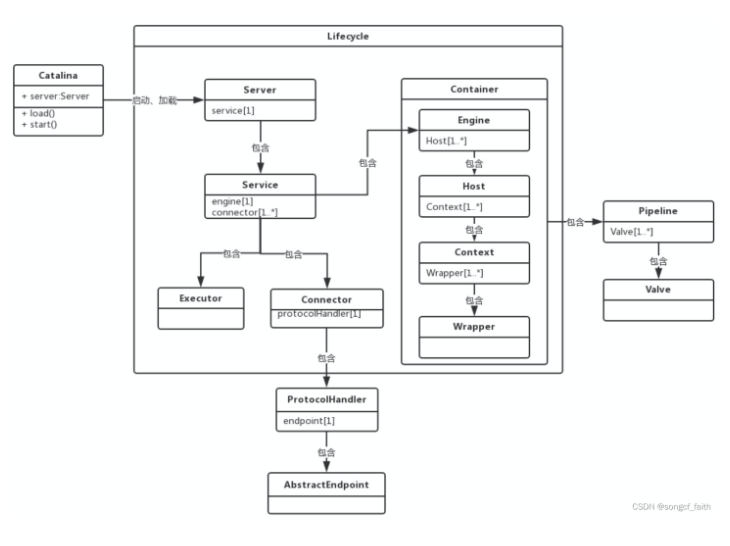 Lifecycle
Catalina
+ server:Server
+ load()
+ start()
启动、加载
Server
service[1]
包含
Service
engine[1]
connector[1..*]
包含
包含
包含
Executor
Connector
protocolHandler[1]
包含
ProtocolHandler
endpoint[1]
包含
AbstractEndpoint
Container
Engine
Host[1..*]
包含
Host
Context[1..*]
包含
Context
Wrapper[1..*]
包含
Wrapper
包含
Pipeline
Valve[1..*]
包含
Valve
CSDN @songcf_faith